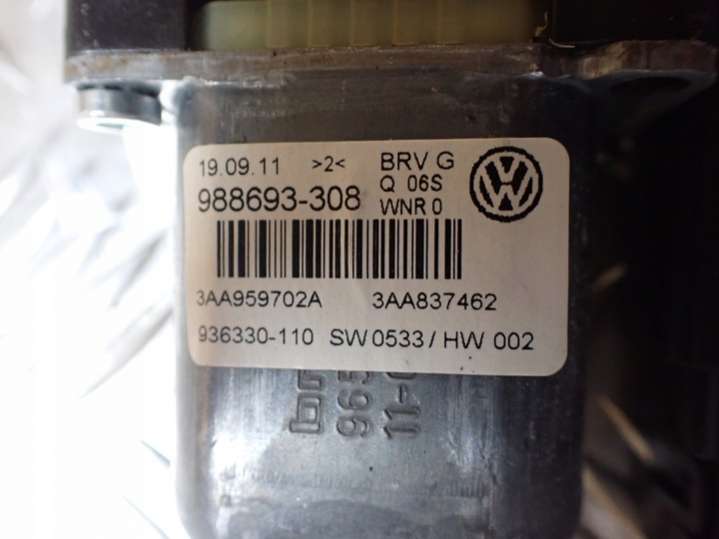 19.09.11 >2< BRV G
Q 06S
988693-308 WNR 0
3AA959702A 3AA837462
936330-110 SW 0533 / HW 002